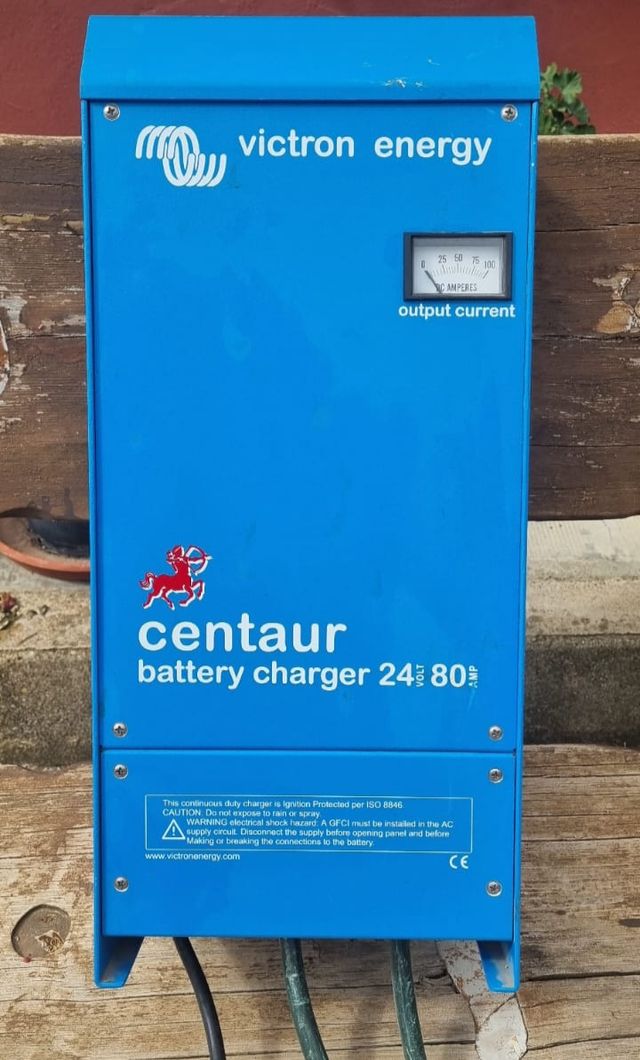 victron energy
0 25 50 75 100
DC AMPERES
output current
centaur
battery charger 24 VOLT 80 AMP
This continuous duty charger is Ignition Protected per ISO 8846
CAUTION: Do not expose to rain or spray.
WARNING electrical shock hazard: A GFCI must be installed in the AC
supply circuit. Disconnect the supply before opening panel and before
Making or breaking the connections to the battery.
www.victronenergy.com
CE